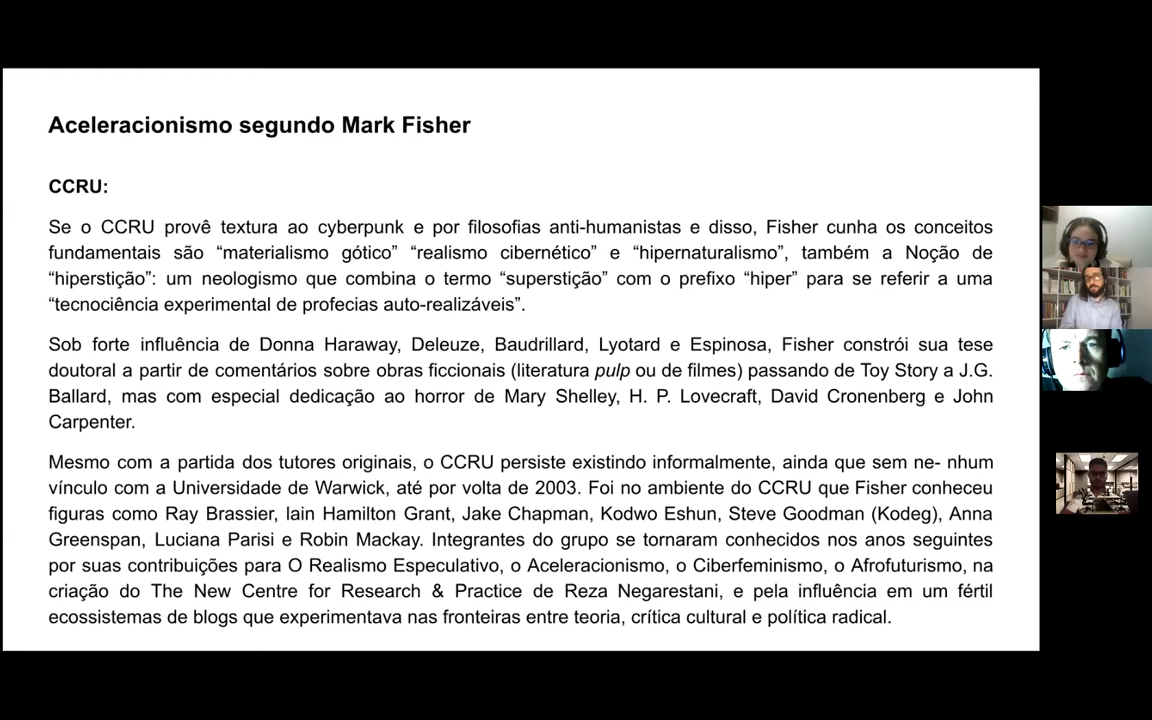 Aceleracionismo segundo Mark Fisher
CCRU:
Se o CCRU provê textura ao cyberpunk e por filosofias anti-humanistas e disso, Fisher cunha os conceitos
fundamentais são “materialismo gótico” “realismo cibernético” e “hipernaturalismo”, também a Noção de
“hiperstição”: um neologismo que combina o termo “superstição” com o prefixo “hiper” para se referir a uma
“tecnociência experimental de profecias auto-realizáveis”.
Sob forte influência de Donna Haraway, Deleuze, Baudrillard, Lyotard e Espinosa, Fisher constrói sua tese
doutoral a partir de comentários sobre obras ficcionais (literatura pulp ou de filmes) passando de Toy Story a J.G.
Ballard, mas com especial dedicação ao horror de Mary Shelley, H. P. Lovecraft, David Cronenberg e John
Carpenter.
Mesmo com a partida dos tutores originais, o CCRU persiste existindo informalmente, ainda que sem ne- nhum
vínculo com a Universidade de Warwick, até por volta de 2003. Foi no ambiente do CCRU que Fisher conheceu
figuras como Ray Brassier, Iain Hamilton Grant, Jake Chapman, Kodwo Eshun, Steve Goodman (Kodeg), Anna
Greenspan, Luciana Parisi e Robin Mackay. Integrantes do grupo se tornaram conhecidos nos anos seguintes
por suas contribuições para O Realismo Especulativo, o Aceleracionismo, o Ciberfeminismo, o Afrofuturismo, na
criação do The New Centre for Research & Practice de Reza Negarestani, e pela influência em um fértil
ecossistemas de blogs que experimentava nas fronteiras entre teoria, crítica cultural e política radical.